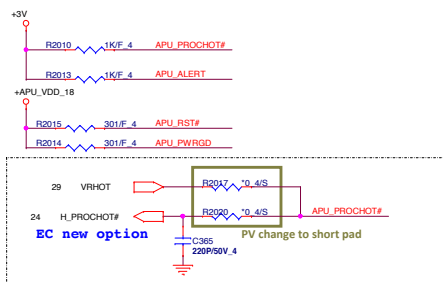 +3V
R2010 1K/F_4 APU_PROCHOT#
R2013 1K/F_4 APU_ALERT
+APU_VDD_18
R2015 301/F_4 APU_RST#
R2014 301/F_4 APU_PWRGD
29 VRHOT R2017 *0_4/S
24 H_PROCHOT# R2020 *0_4/S APU_PROCHOT#
EC new option PV change to short pad
C365
220P/50V_4